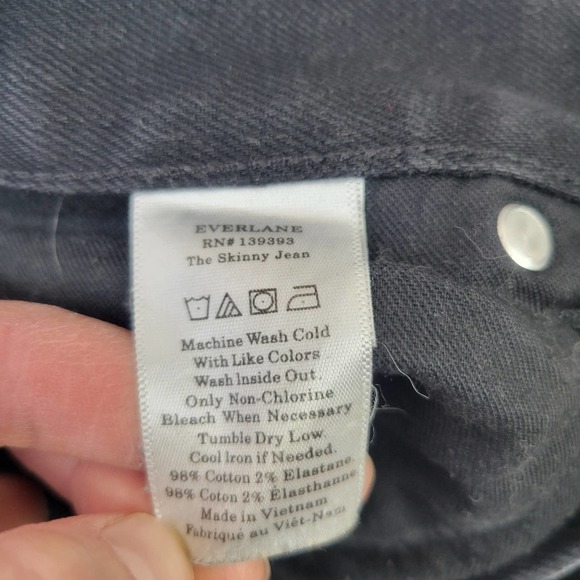 EVERLANE
RN# 139393
The Skinny Jean
Machine Wash Cold
With Like Colors
Wash Inside Out.
Only Non-Chlorine
Bleach When Necessary
Tumble Dry Low.
Cool Iron if Needed.
98% Cotton 2% Elastane
98% Coton 2% Élasthanne
Made in Vietnam
Fabriqué au Viêt-Nam